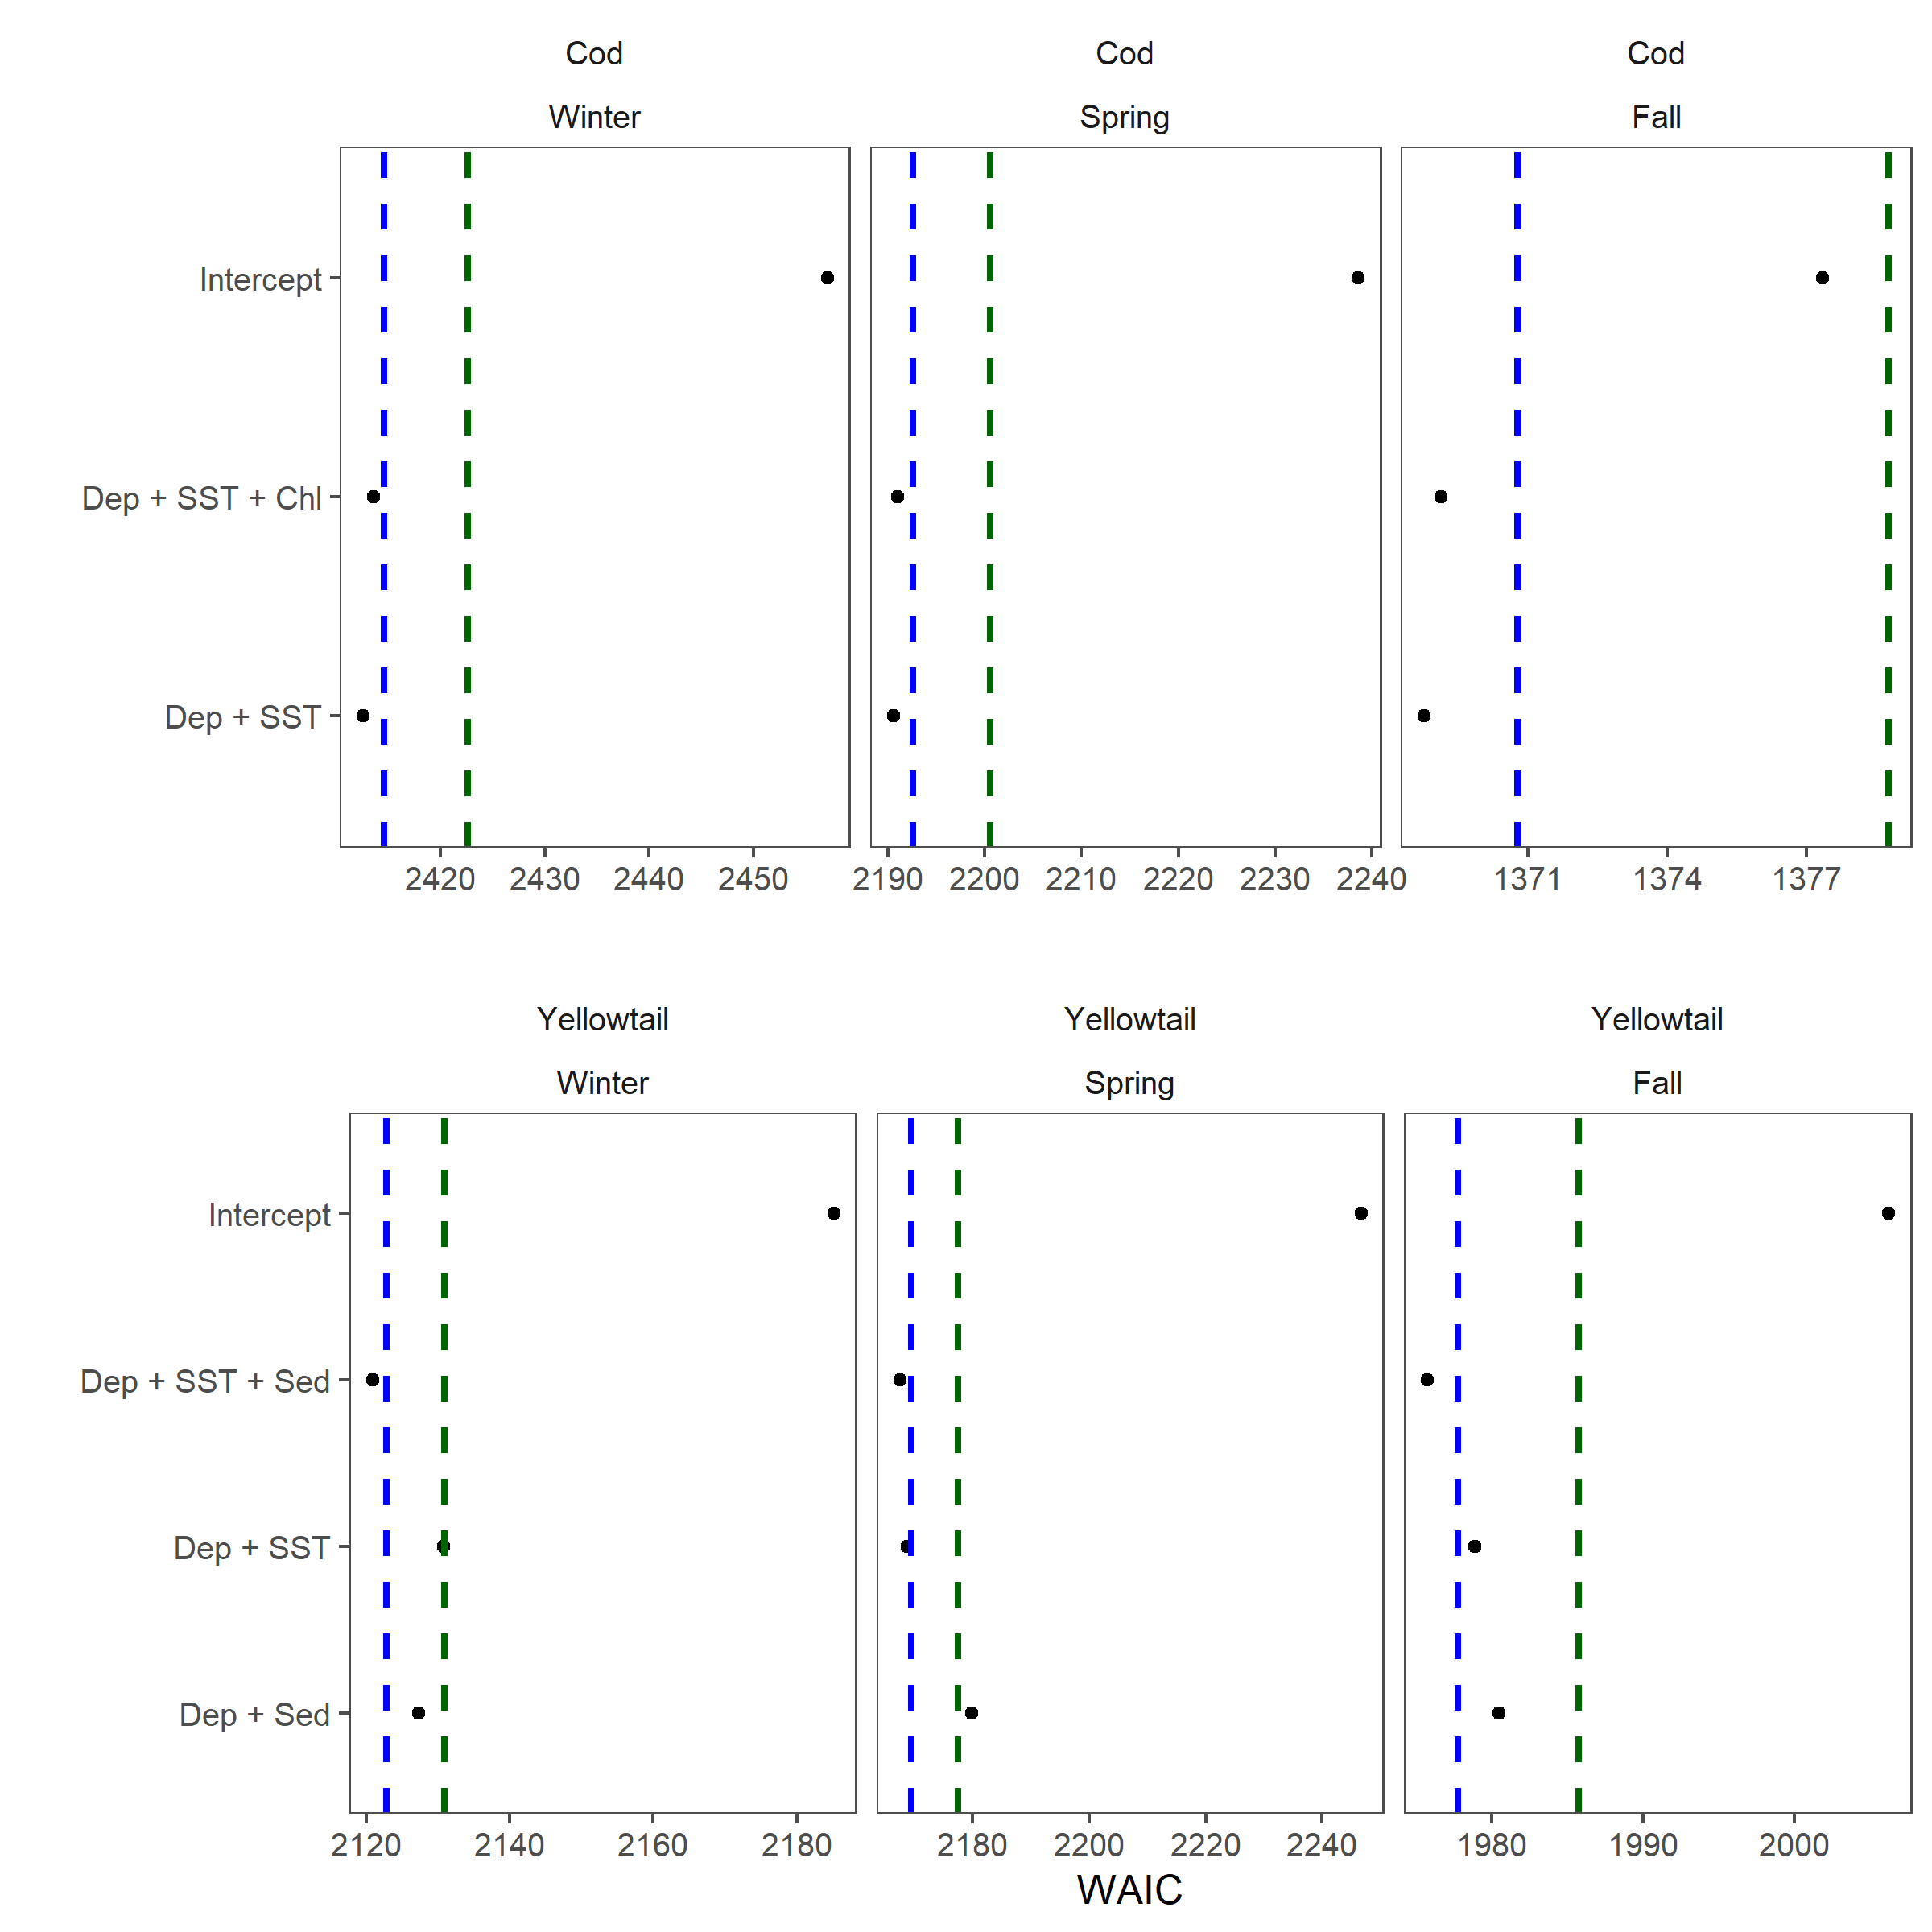 Cod Cod Cod
Winter Spring Fall
Intercept
Dep + SST + Chl
Dep + SST
2420 2430 2440 2450 2190 2200 2210 2220 2230 2240 1371 1374 1377
Yellowtail Yellowtail Yellowtail
Winter Spring Fall
Intercept
Dep + SST + Sed
Dep + SST
Dep + Sed
2120 2140 2160 2180 2180 2200 2220 2240 1980 1990 2000
WAIC